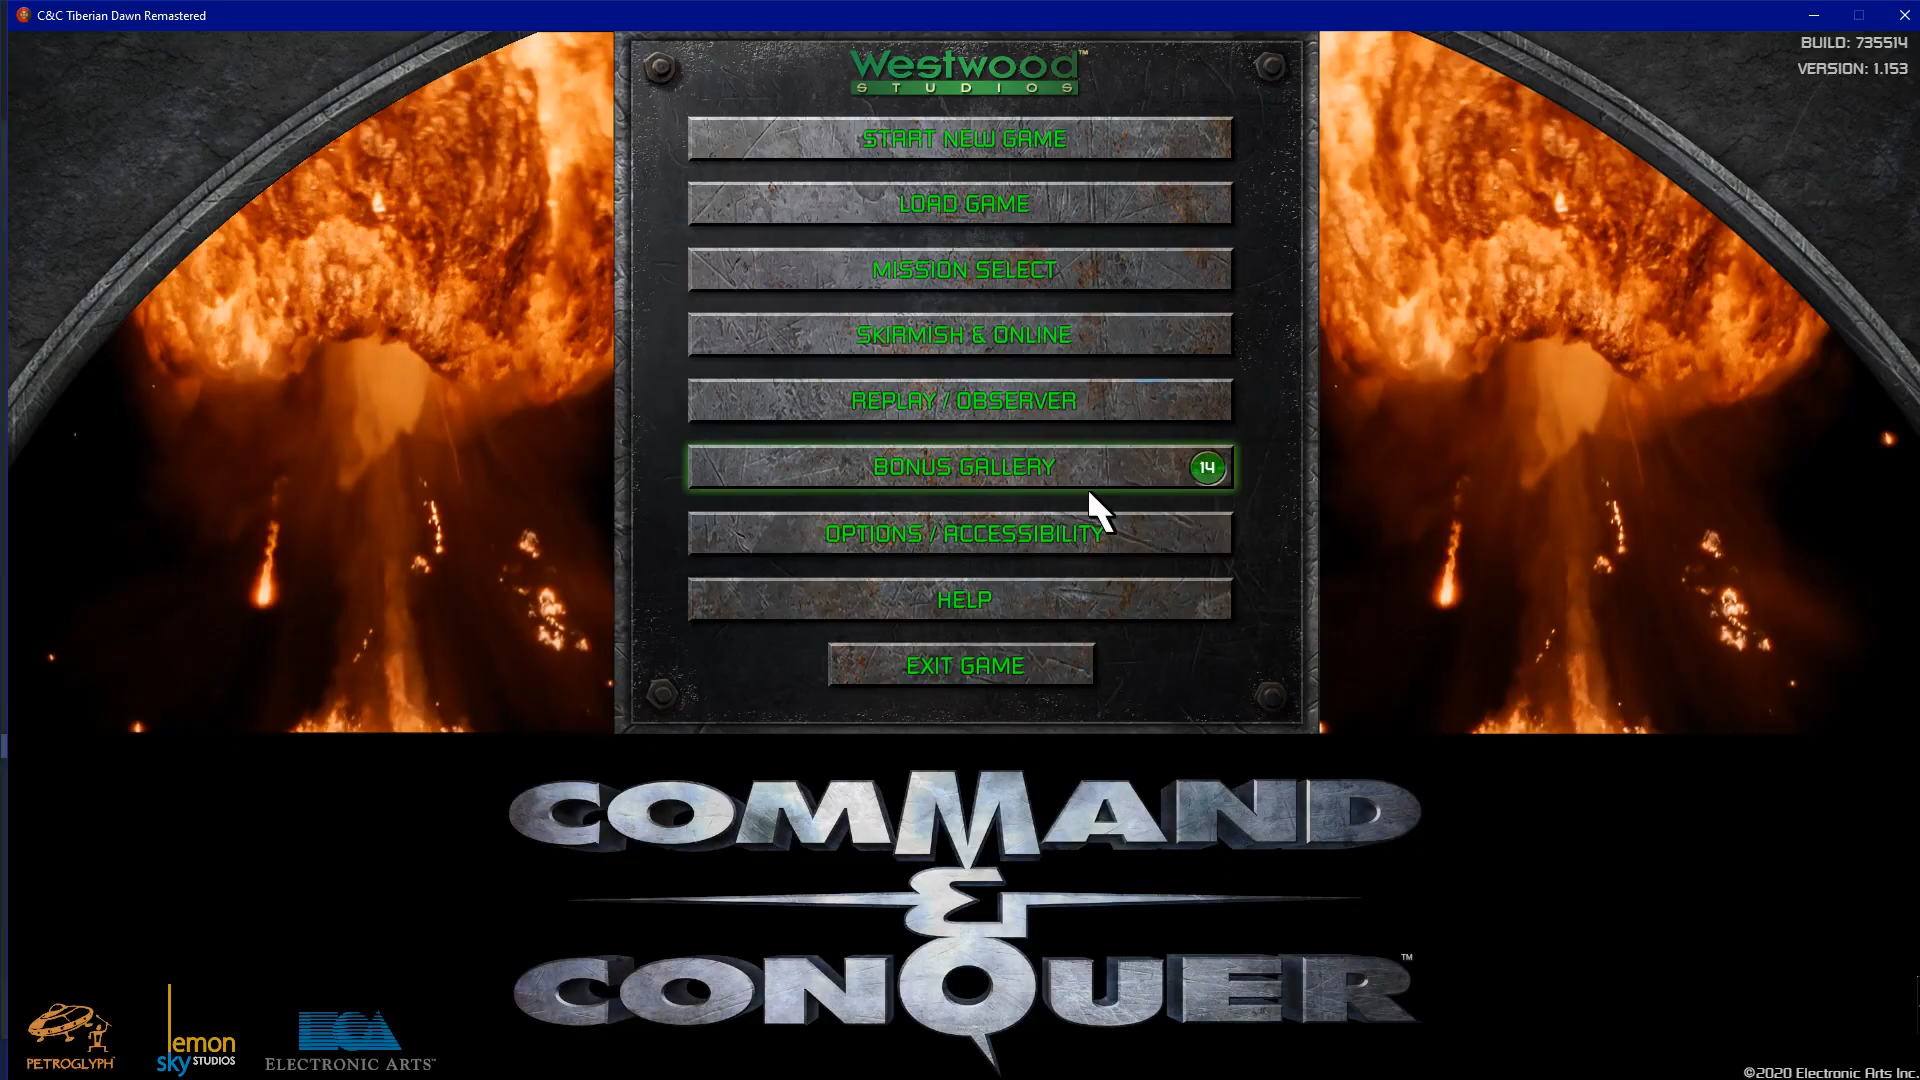 C&C Tiberian Dawn Remastered
BUILD: 735514
VERSION: 1.153
Westwood™
STUDIOS
START NEW GAME
LOAD GAME
MISSION SELECT
SKIRMISH & ONLINE
REPLAY / OBSERVER
BONUS GALLERY
14
OPTIONS / ACCESSIBILITY
HELP
EXIT GAME
COMMAND
&
CONQUER™
PETROGLYPH
lemon
sky STUDIOS
EA
ELECTRONIC ARTS™
©2020 Electronic Arts Inc.